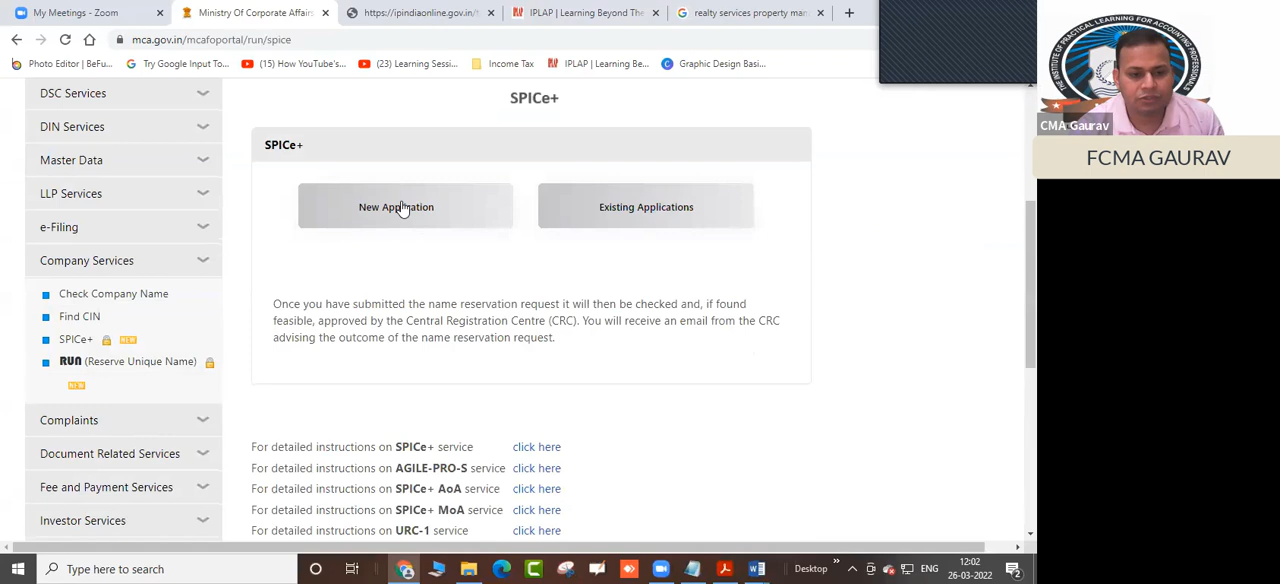 My Meetings - Zoom
Ministry Of Corporate Affair
https://ipindiaonline.gov.in/
IPLAP | Learning Beyond The
realty services property man
mca.gov.in/mcafoportal/run/spice
Photo Editor | BeFu...
Try Google Input To...
(15) How YouTube's...
(23) Learning Sessi...
Income Tax
IPLAP | Learning Be...
Graphic Design Basi...
DSC Services
DIN Services
Master Data
LLP Services
e-Filing
Company Services
Check Company Name
Find CIN
SPICe+ NEW
RUN (Reserve Unique Name)
NEW
Complaints
Document Related Services
Fee and Payment Services
Investor Services
SPICe+
SPICe+
New Application
Existing Applications
Once you have submitted the name reservation request it will then be checked and, if found
feasible, approved by the Central Registration Centre (CRC). You will receive an email from the CRC
advising the outcome of the name reservation request.
For detailed instructions on SPICe+ service click here
For detailed instructions on AGILE-PRO-S service click here
For detailed instructions on SPICe+ AoA service click here
For detailed instructions on SPICe+ MoA service click here
For detailed instructions on URC-1 service click here
CMA Gaurav
FCMA GAURAV
Type here to search
Desktop
ENG
12:02
26-03-2022